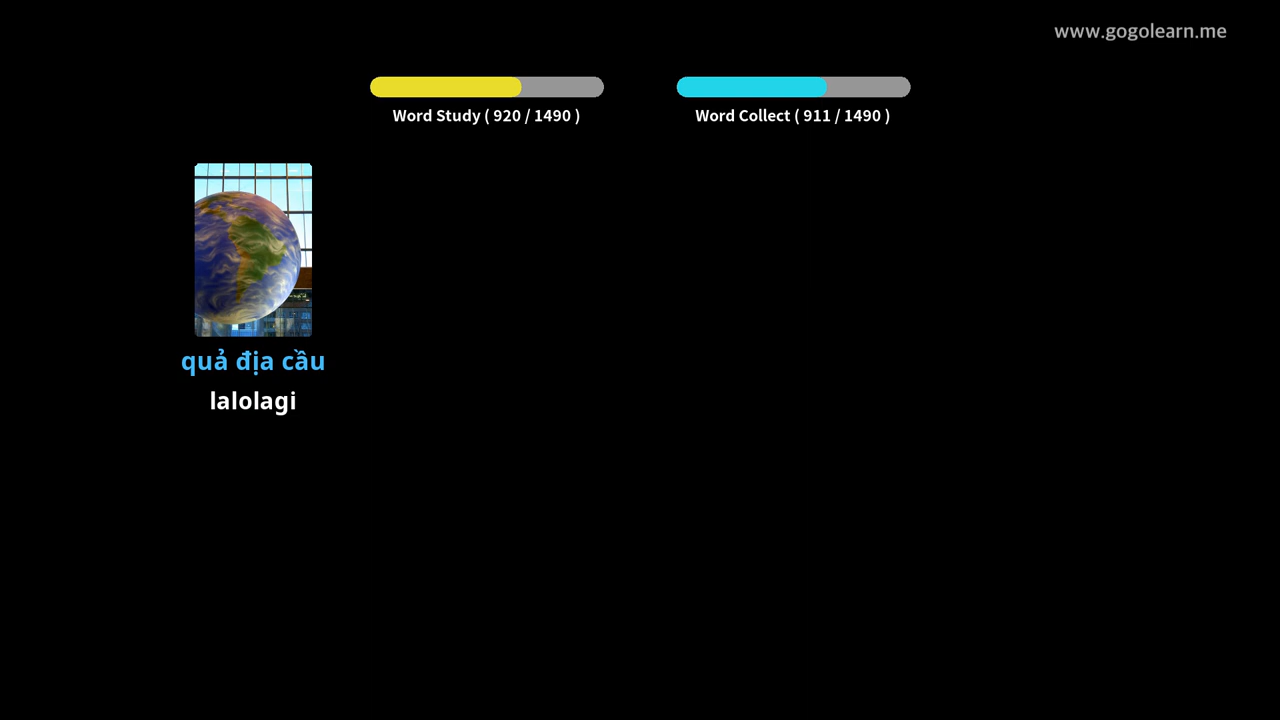 www.gogolearn.me
Word Study ( 920 / 1490 )
Word Collect ( 911 / 1490 )
quả địa cầu
lalolagi